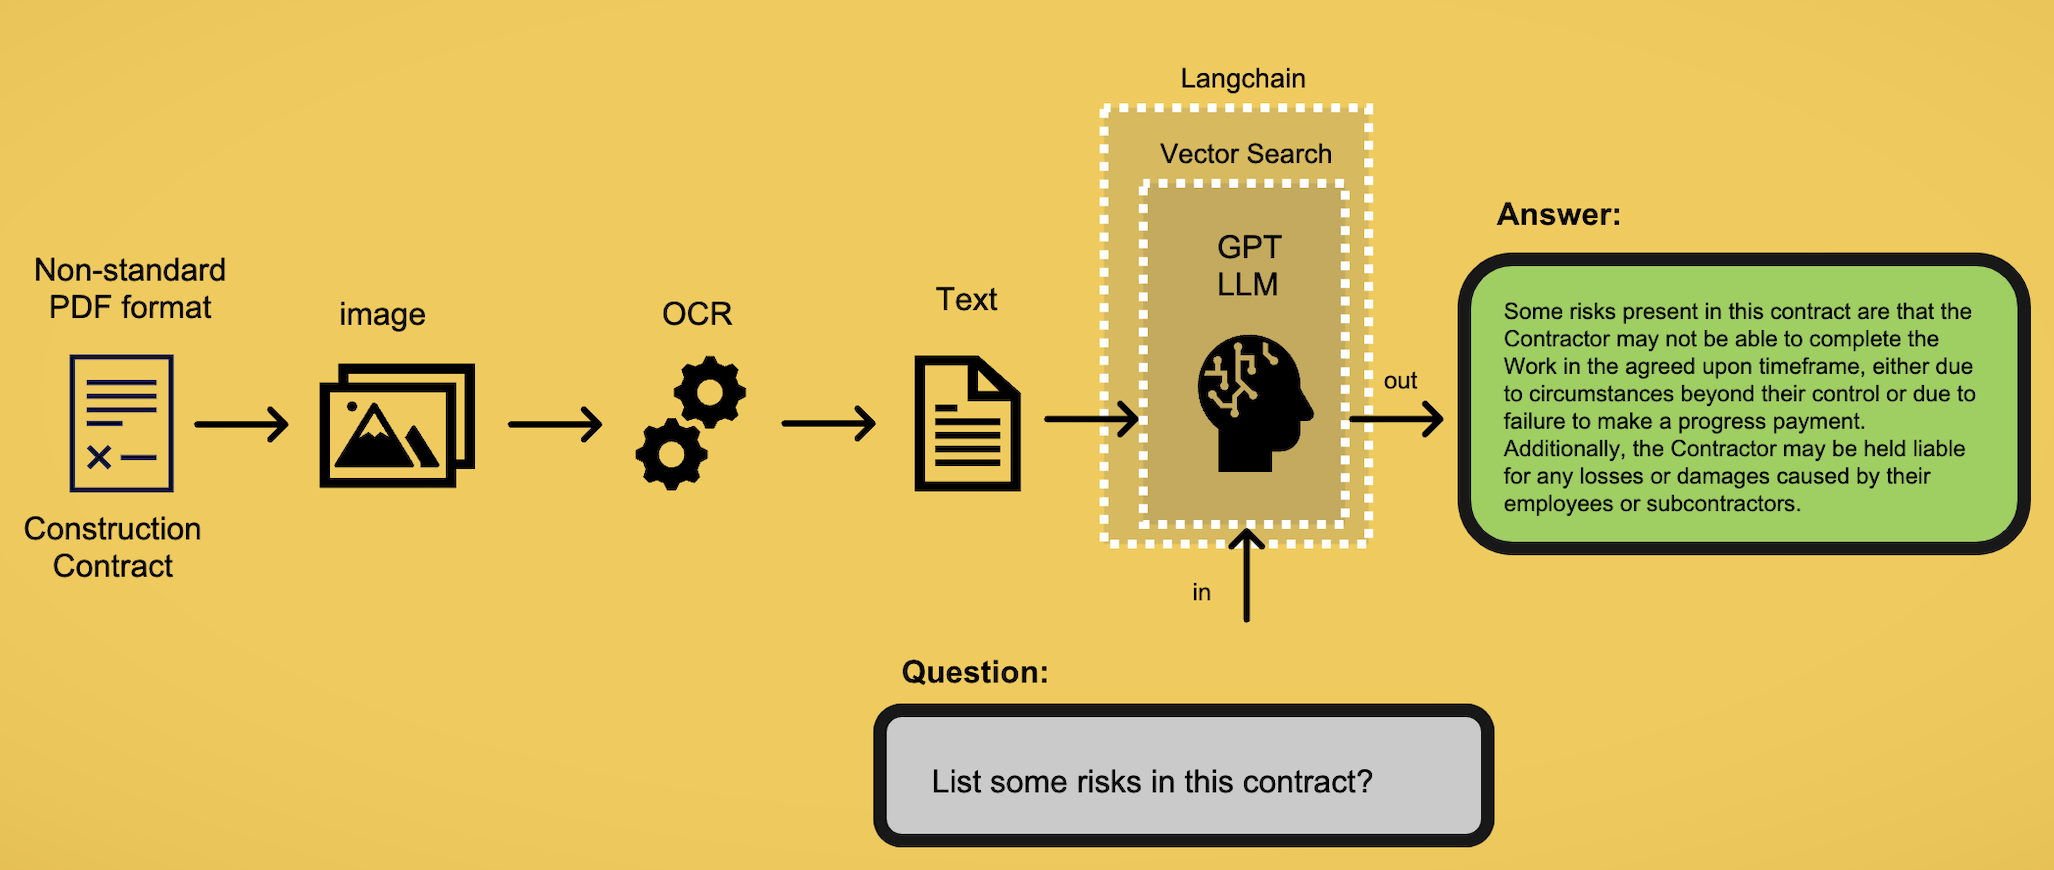 Non-standard
PDF format
Construction
Contract
image
OCR
Text
Langchain
Vector Search
GPT
LLM
in
out
Question:
List some risks in this contract?
Answer:
Some risks present in this contract are that the
Contractor may not be able to complete the
Work in the agreed upon timeframe, either due
to circumstances beyond their control or due to
failure to make a progress payment.
Additionally, the Contractor may be held liable
for any losses or damages caused by their
employees or subcontractors.